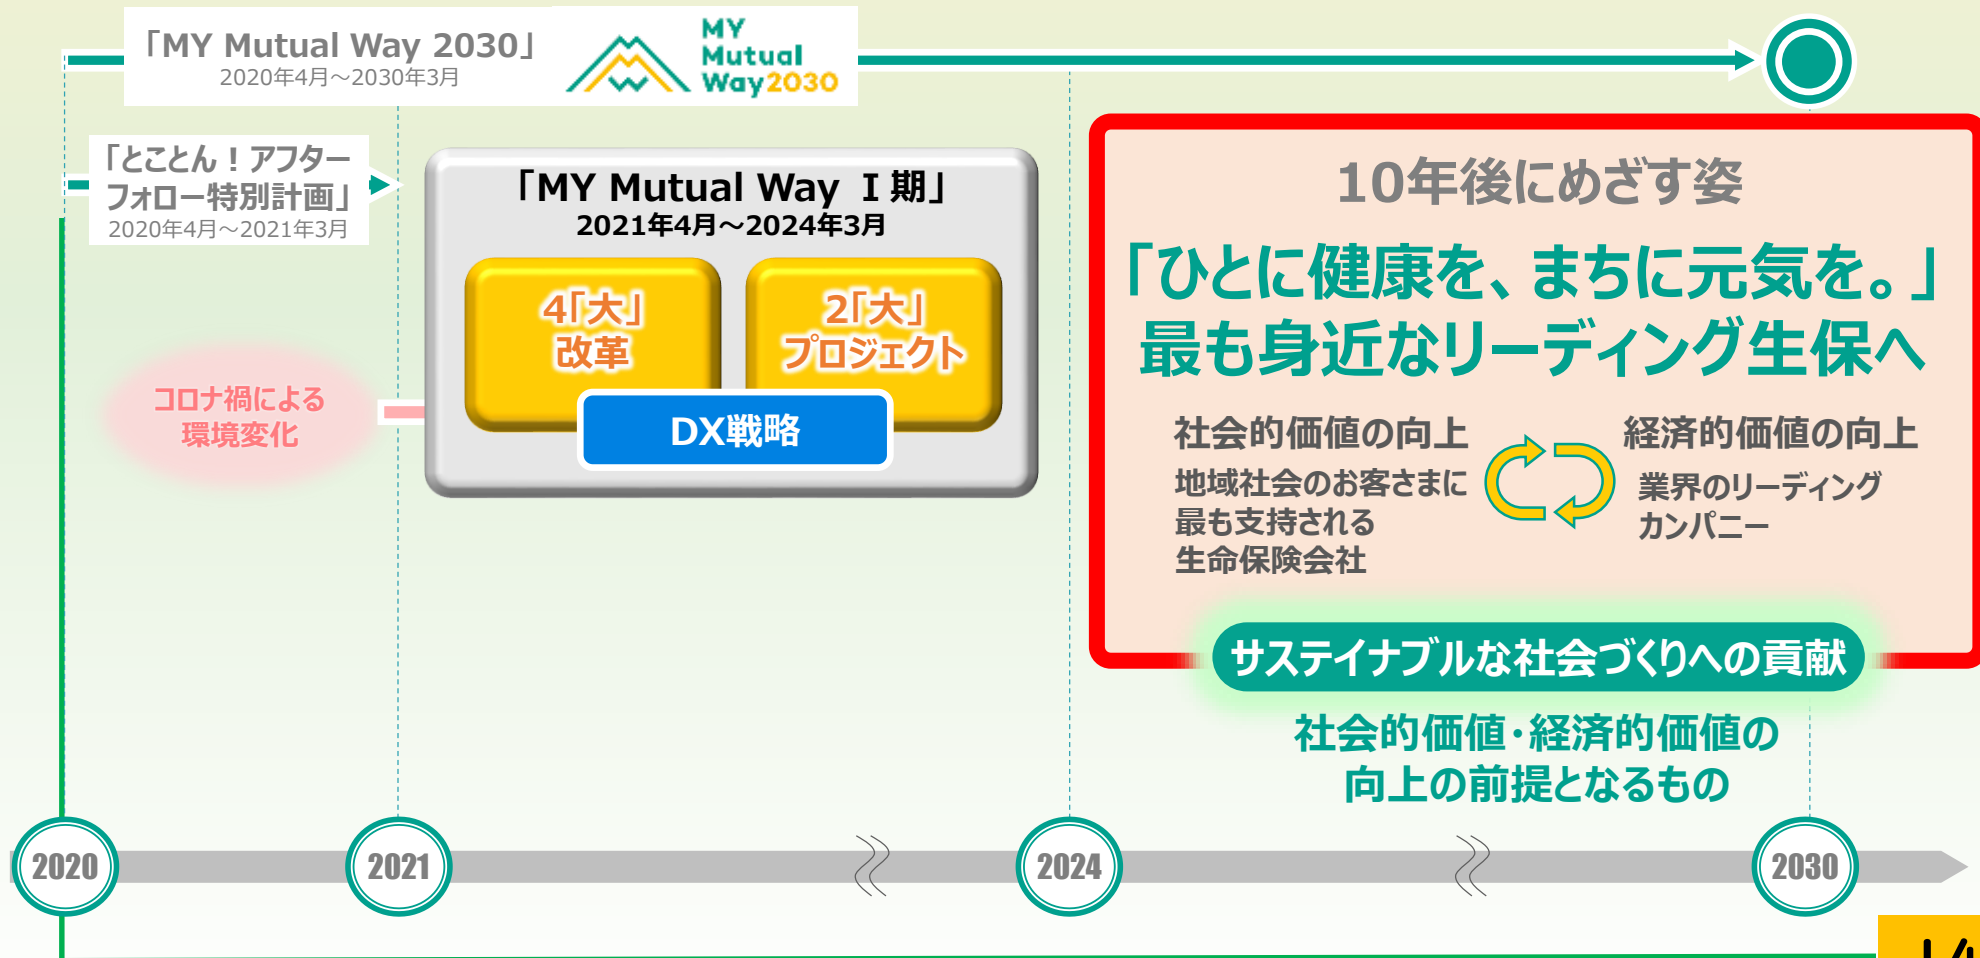 「MY Mutual Way 2030」
2020年4月～2030年3月
MY
Mutual
Way2030
「とことん！アフター
フォロー特別計画」
2020年4月～2021年3月
「MY Mutual Way Ⅰ期」
2021年4月～2024年3月
4「大」
改革
2「大」
プロジェクト
DX戦略
コロナ禍による
環境変化
10年後にめざす姿
「ひとに健康を、まちに元気を。」
最も身近なリーディング生保へ
社会的価値の向上
地域社会のお客さまに
最も支持される
生命保険会社
経済的価値の向上
業界のリーディング
カンパニー
サステイナブルな社会づくりへの貢献
社会的価値・経済的価値の
向上の前提となるもの
2020
2021
2024
2030